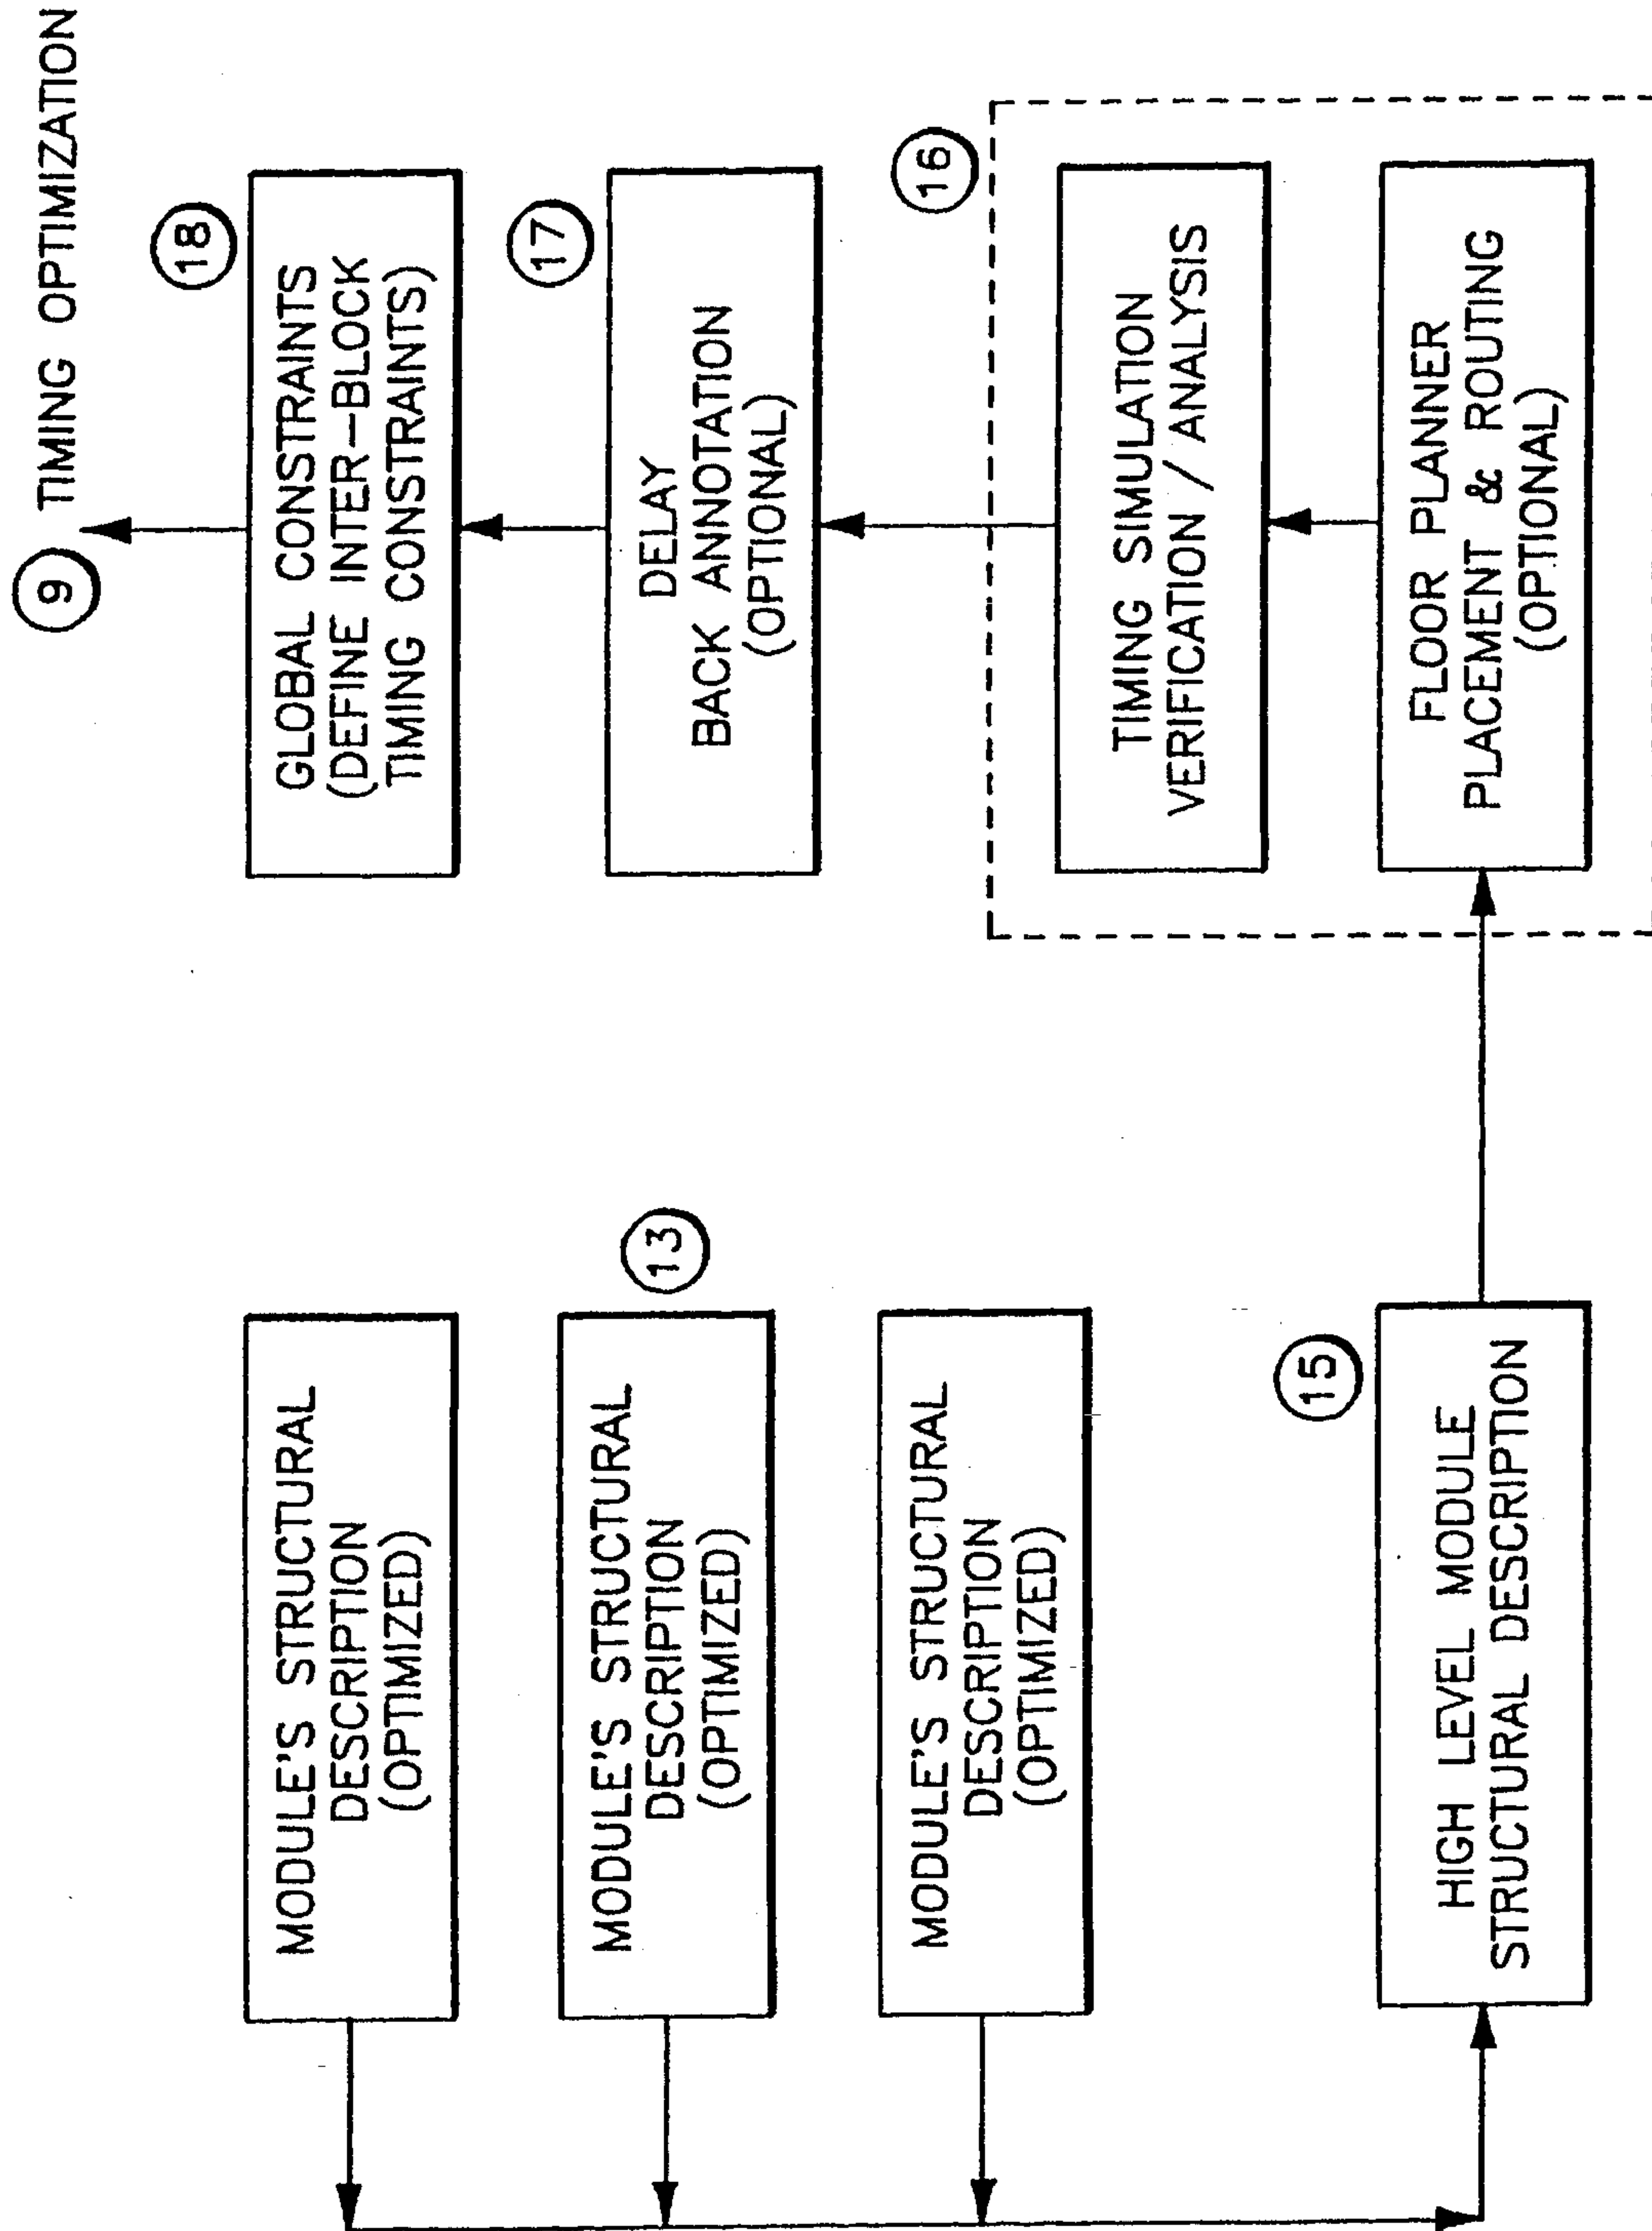 MODULE'S STRUCTURAL
DESCRIPTION
(OPTIMIZED)
MODULE'S STRUCTURAL
DESCRIPTION
(OPTIMIZED)
13
MODULE'S STRUCTURAL
DESCRIPTION
(OPTIMIZED)
15
HIGH LEVEL MODULE
STRUCTURAL DESCRIPTION
9 TIMING OPTIMIZATION
18
GLOBAL CONSTRAINTS
(DEFINE INTER-BLOCK
TIMING CONSTRAINTS)
17
DELAY
BACK ANNOTATION
(OPTIONAL)
16
TIMING SIMULATION
VERIFICATION / ANALYSIS
FLOOR PLANNER
PLACEMENT & ROUTING
(OPTIONAL)